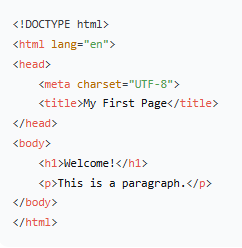 <!DOCTYPE html>
<html lang="en">
<head>
    <meta charset="UTF-8">
    <title>My First Page</title>
</head>
<body>
    <h1>Welcome!</h1>
    <p>This is a paragraph.</p>
</body>
</html>